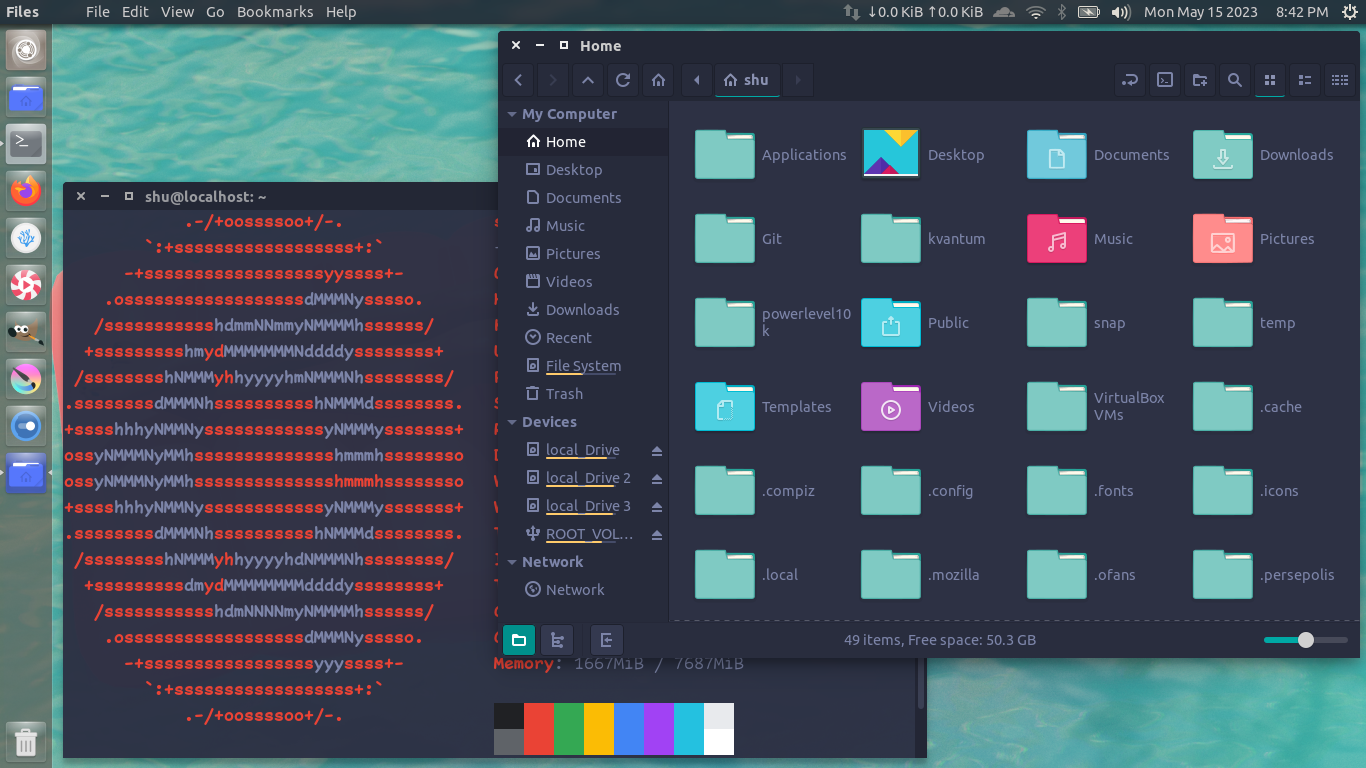 Files File Edit View Go Bookmarks Help ↓0.0 KiB ↑0.0 KiB Mon May 15 2023 8:42 PM
Home
shu
My Computer
Home
Desktop
Documents
Music
Pictures
Videos
Downloads
Recent
File System
Trash
Devices
local_Drive
local_Drive 2
local_Drive 3
ROOT_VOL...
Network
Network
Applications Desktop Documents Downloads
Git kvantum Music Pictures
powerlevel10
k Public snap temp
Templates Videos VirtualBox
VMs .cache
.compiz .config .fonts .icons
.local .mozilla .ofans .persepolis
49 items, Free space: 50.3 GB
shu@localhost: ~
.-/+oossssoo+/-.
`:+ssssssssssssssssss+:`
-+ssssssssssssssssssyyssss+-
.ossssssssssssssssssdMMMNysssso.
/ssssssssssshdmmNNmmyNMMMMhssssss/
+ssssssssshmydMMMMMMMNddddyssssssss+
/sssssssshNMMMyhhyyyyhmNMMMNhssssssss/
.ssssssssdMMMNhsssssssssshNMMMdssssssss.
+sssshhhyNMMNyssssssssssssyNMMMysssssss+
ossyNMMMNyMMhsssssssssssssshmmmhssssssso
ossyNMMMNyMMhsssssssssssssshmmmhssssssso
+sssshhhyNMMNyssssssssssssyNMMMysssssss+
.ssssssssdMMMNhsssssssssshNMMMdssssssss.
/sssssssshNMMMyhhyyyyhdNMMMNhssssssss/
+sssssssssdmydMMMMMMMMddddyssssssss+
/ssssssssssshdmNNNNmyNMMMMhssssss/
.ossssssssssssssssssdMMMNysssso.
-+sssssssssssssssssyyyssss+-
`:+ssssssssssssssssss+:`
.-/+oossssoo+/-.
Memory: 1667MiB / 7687MiB